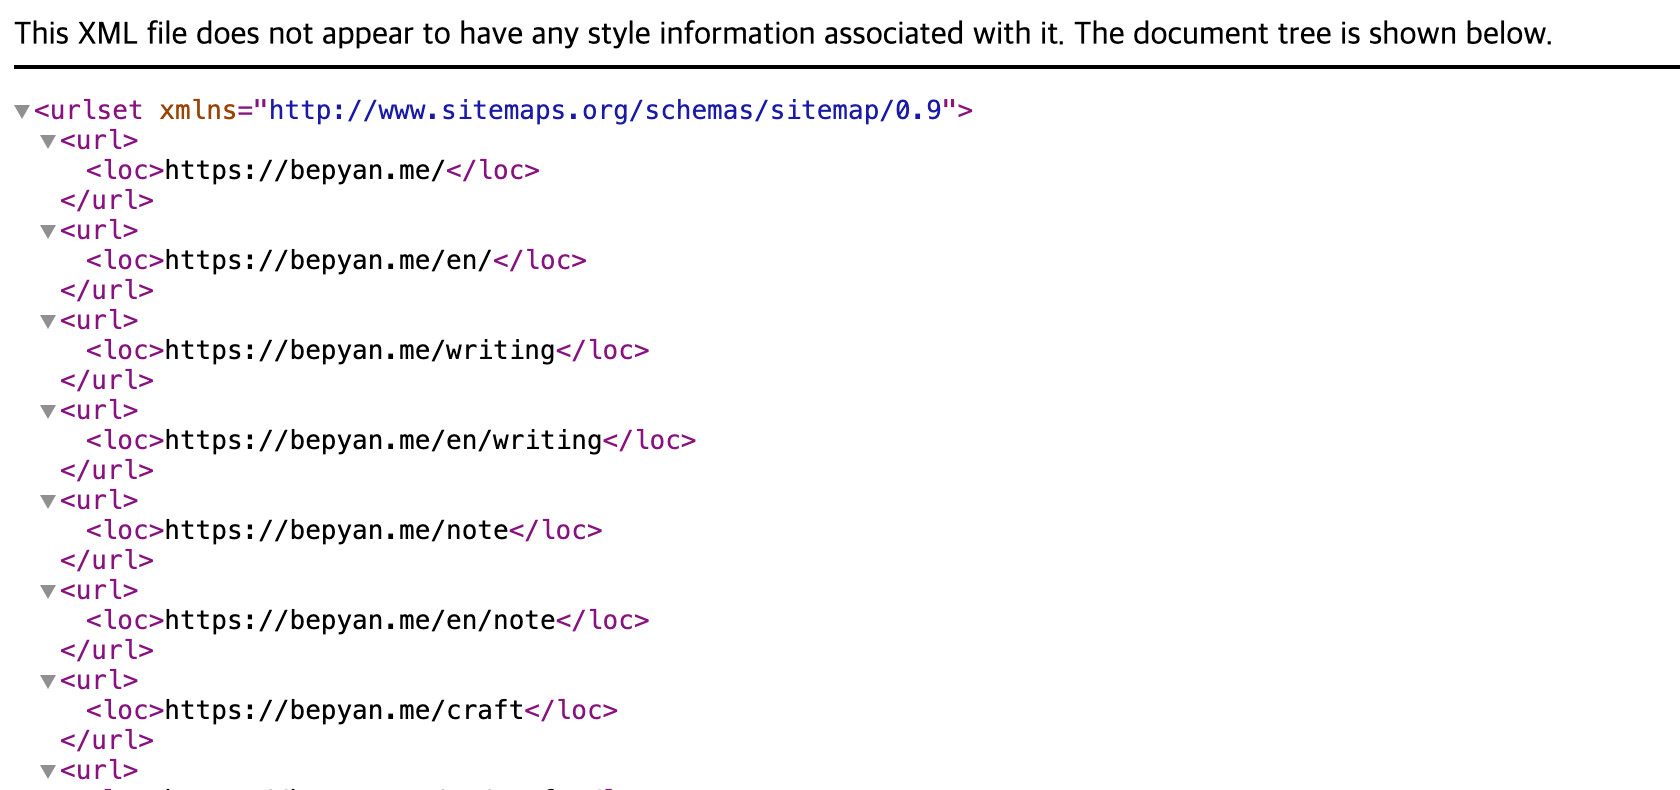 This XML file does not appear to have any style information associated with it. The document tree is shown below.
<urlset xmlns="http://www.sitemaps.org/schemas/sitemap/0.9">
<url>
<loc>https://bepyan.me/</loc>
</url>
<url>
<loc>https://bepyan.me/en/</loc>
</url>
<url>
<loc>https://bepyan.me/writing</loc>
</url>
<url>
<loc>https://bepyan.me/en/writing</loc>
</url>
<url>
<loc>https://bepyan.me/note</loc>
</url>
<url>
<loc>https://bepyan.me/en/note</loc>
</url>
<url>
<loc>https://bepyan.me/craft</loc>
</url>
<url>